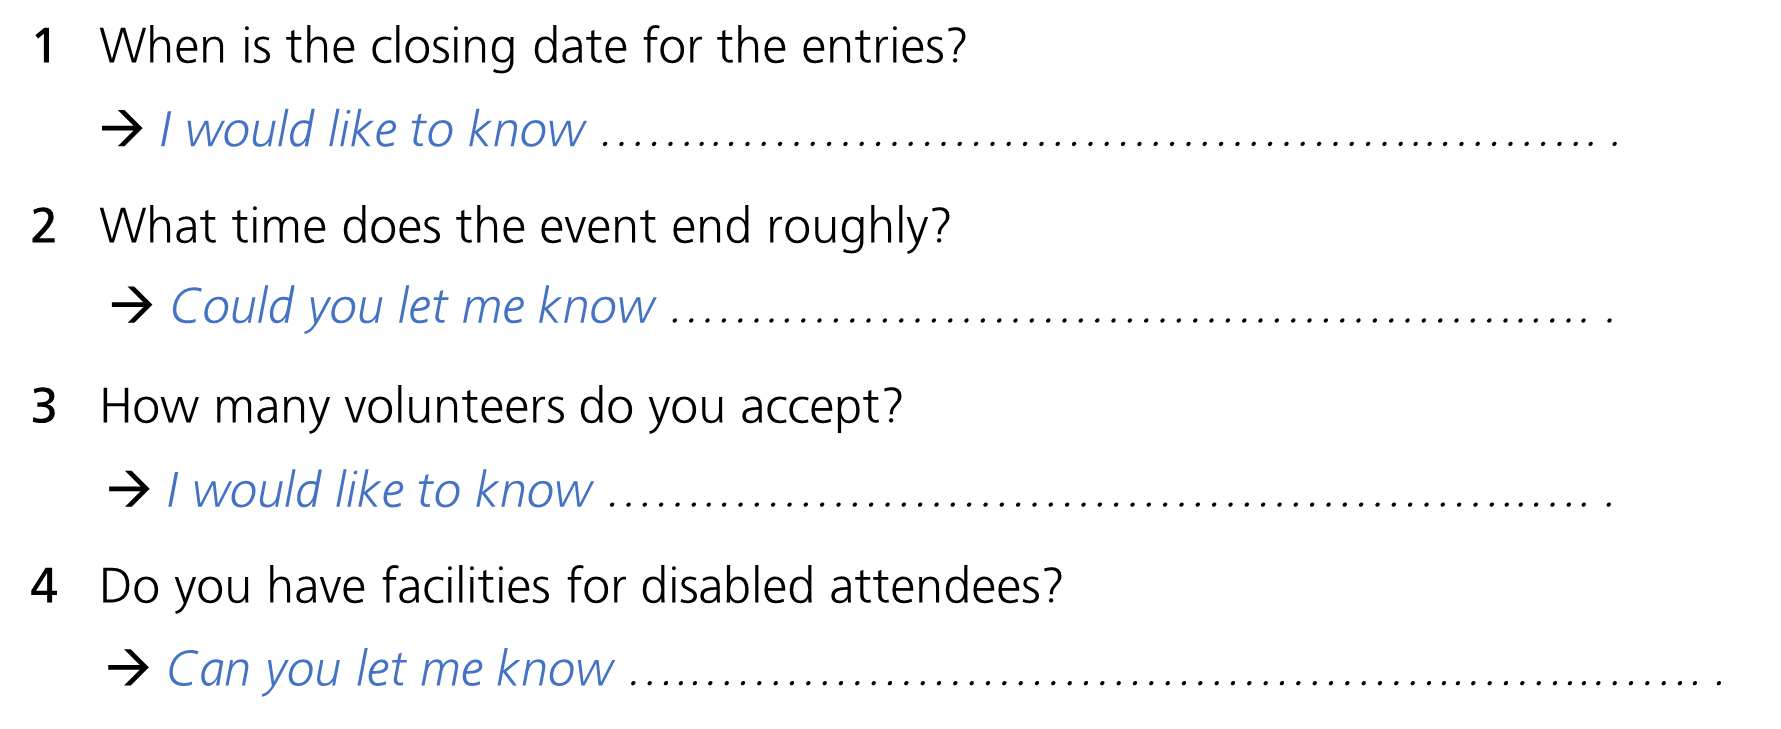 1 When is the closing date for the entries?
→ I would like to know ........................................................................ .
2 What time does the event end roughly?
→ Could you let me know ................................................................ .
3 How many volunteers do you accept?
→ I would like to know ..................................................................... .
4 Do you have facilities for disabled attendees?
→ Can you let me know ........................................................................... .